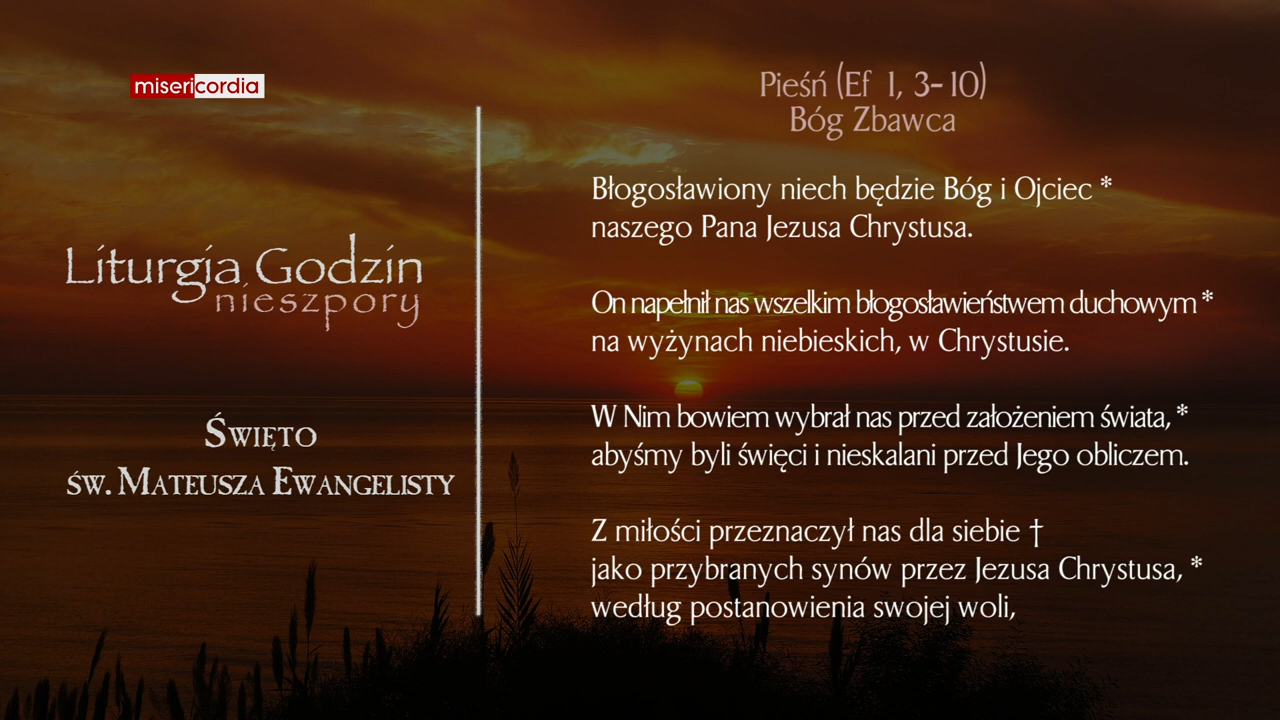 misericordia
Liturgia Godzin
nieszpory
Święto
św. Mateusza Ewangelisty
Pieśń (Ef 1, 3-10)
Bóg Zbawca
Błogosławiony niech będzie Bóg i Ojciec *
naszego Pana Jezusa Chrystusa.
On napełnił nas wszelkim błogosławieństwem duchowym *
na wyżynach niebieskich, w Chrystusie.
W Nim bowiem wybrał nas przed założeniem świata, *
abyśmy byli święci i nieskalani przed Jego obliczem.
Z miłości przeznaczył nas dla siebie †
jako przybranych synów przez Jezusa Chrystusa, *
według postanowienia swojej woli,